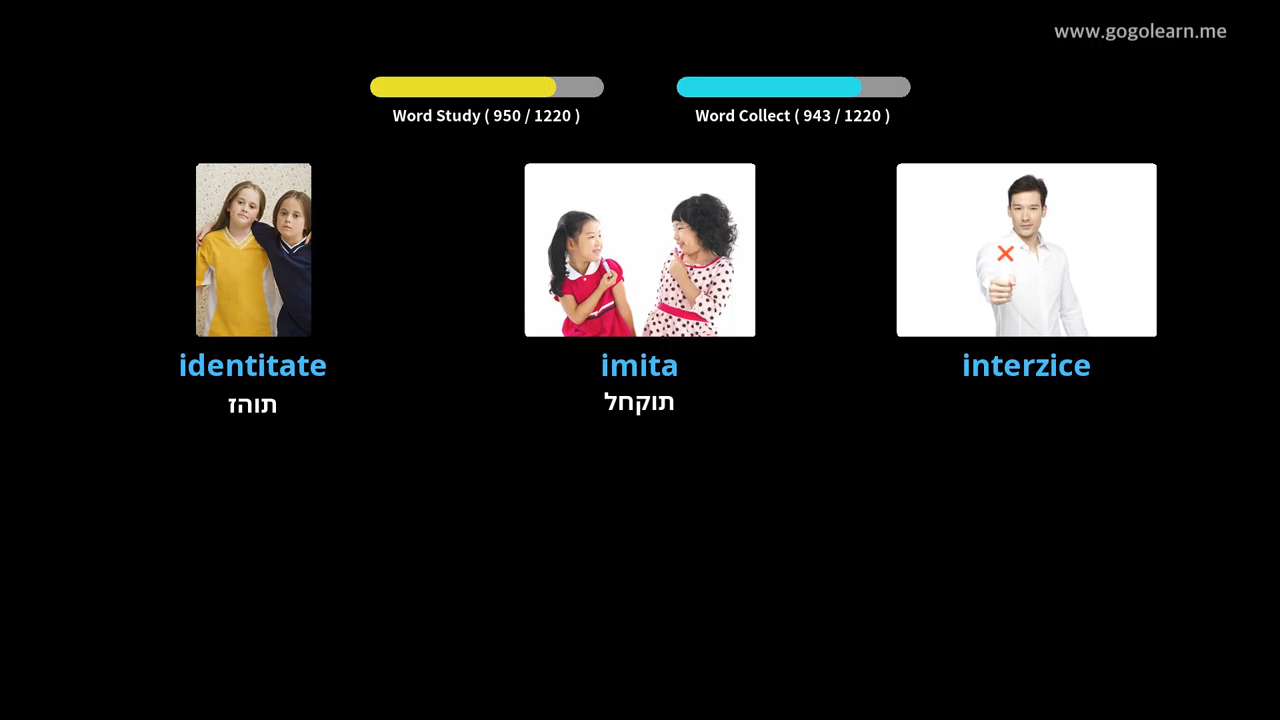 www.gogolearn.me
Word Study ( 950 / 1220 )
Word Collect ( 943 / 1220 )
identitate
תוהז
imita
תוקחל
interzice